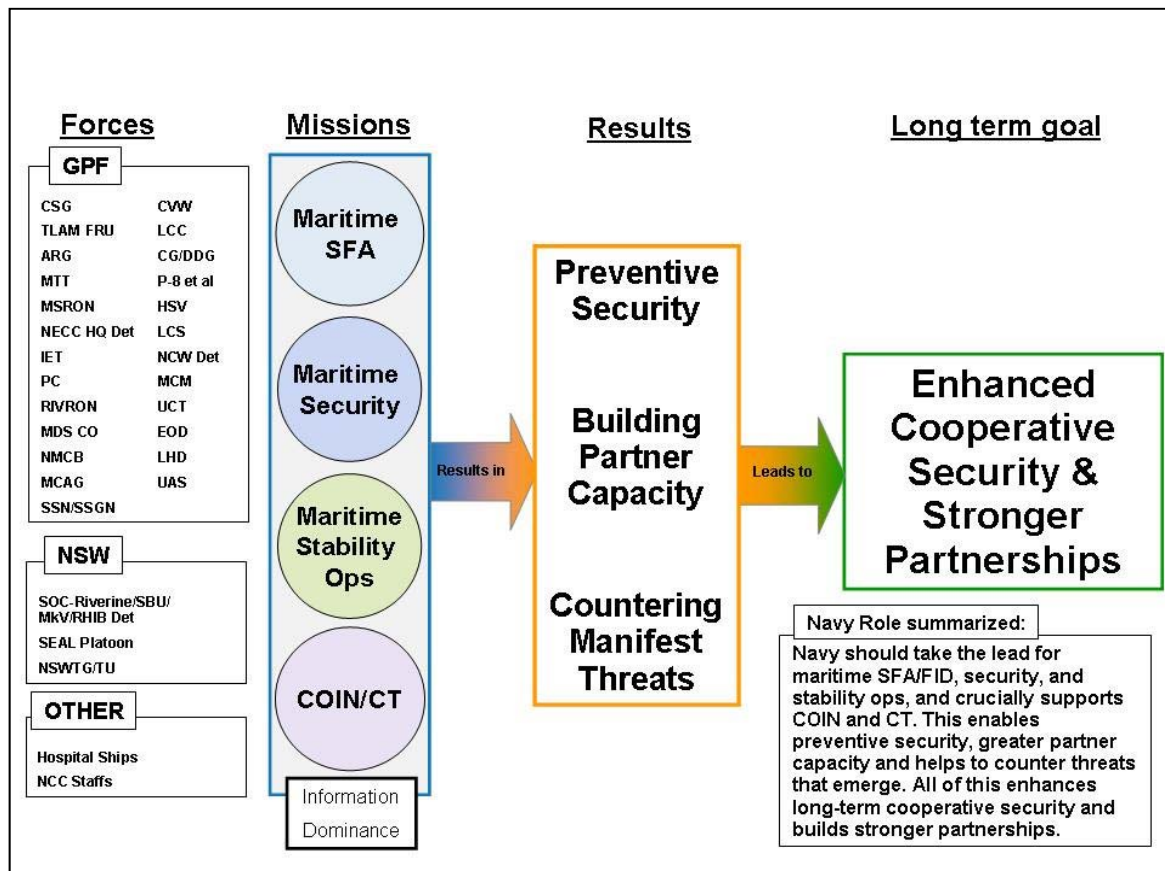 Forces
Missions
Results
Long term goal
GPF
CSG
TLAM FRU
ARG
MTT
MSRON
NECC HQ Det
IET
PC
RIVRON
MDS CO
NMCB
MCAG
SSN/SSGN
CVW
LCC
CG/DDG
P-8 et al
HSV
LCS
NCW Det
MCM
UCT
EOD
LHD
UAS
NSW
SOC-Riverine/SBU/
MkV/RHIB Det
SEAL Platoon
NSWTG/TU
OTHER
Hospital Ships
NCC Staffs
Maritime
SFA
Maritime
Security
Maritime
Stability
Ops
COIN/CT
Information
Dominance
Results in
Preventive
Security
Building
Partner
Capacity
Countering
Manifest
Threats
Leads to
Enhanced
Cooperative
Security &
Stronger
Partnerships
Navy Role summarized:
Navy should take the lead for
maritime SFA/FID, security, and
stability ops, and crucially supports
COIN and CT. This enables
preventive security, greater partner
capacity and helps to counter threats
that emerge. All of this enhances
long-term cooperative security and
builds stronger partnerships.